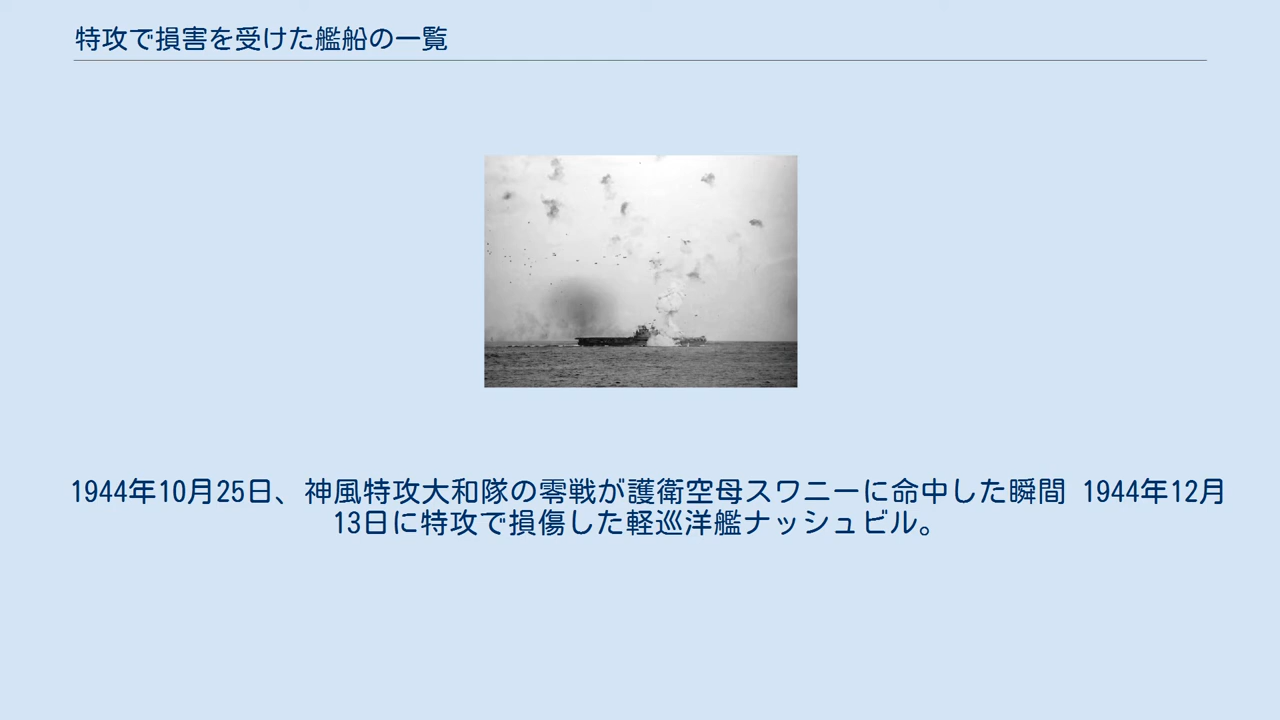 特攻で損害を受けた艦船の一覧
1944年10月25日、神風特攻大和隊の零戦が護衛空母スワニーに命中した瞬間 1944年12月
13日に特攻で損傷した軽巡洋艦ナッシュビル。